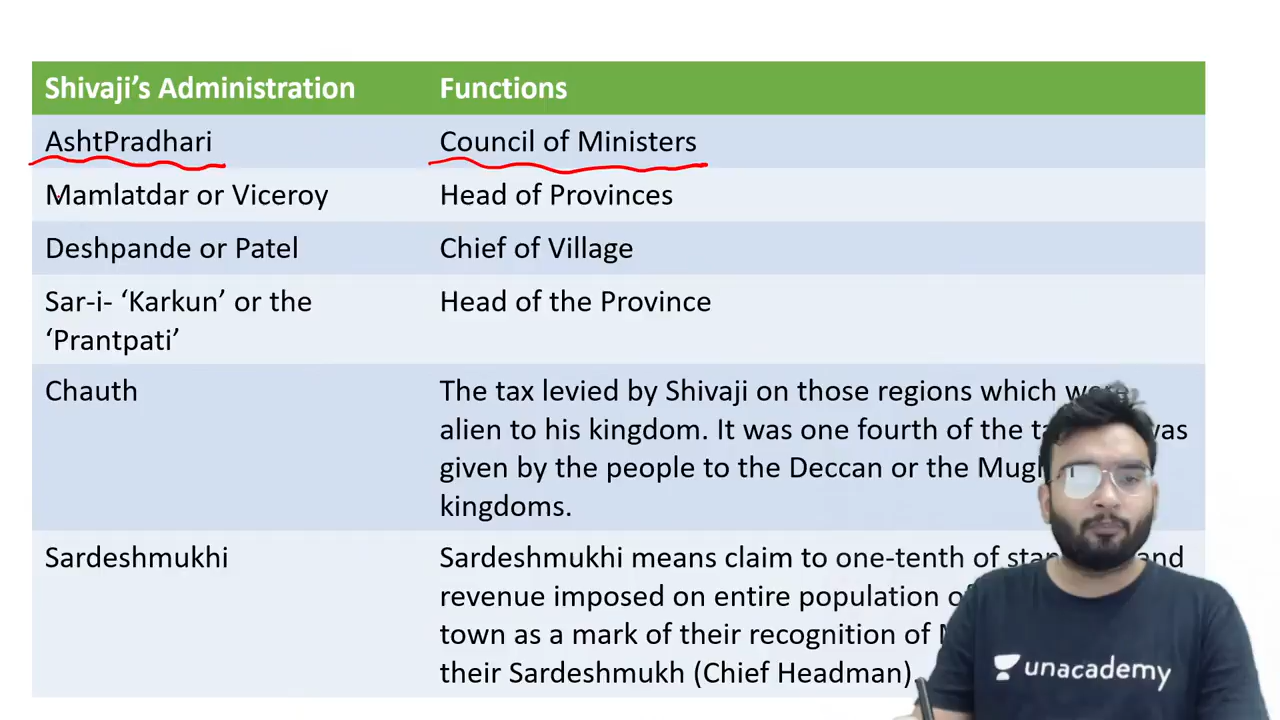 Shivaji’s Administration Functions
AshtPradhari Council of Ministers
Mamlatdar or Viceroy Head of Provinces
Deshpande or Patel Chief of Village
Sar-i- ‘Karkun’ or the Head of the Province
‘Prantpati’
Chauth The tax levied by Shivaji on those regions which
alien to his kingdom. It was one fourth of the
given by the people to the Deccan or the
kingdoms.
Sardeshmukhi Sardeshmukhi means claim to one-tenth of
revenue imposed on entire population
town as a mark of their recognition of
their Sardeshmukh (Chief Headman).
unacademy